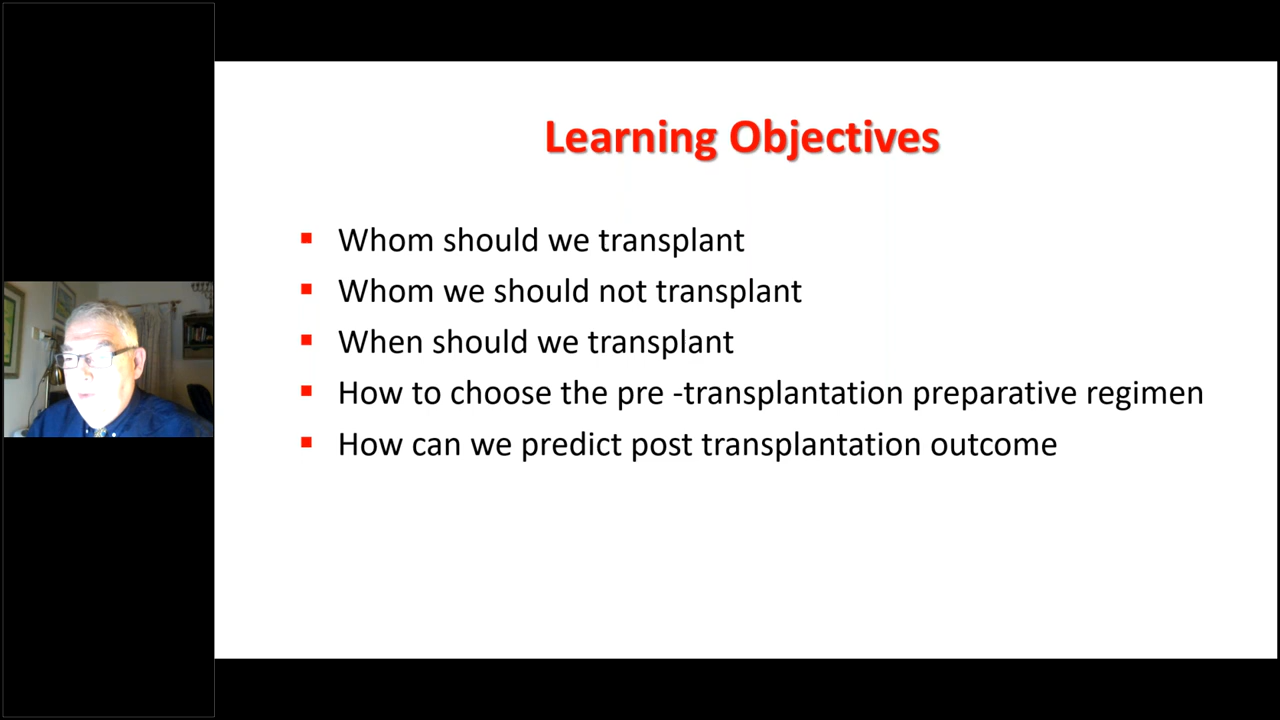 Learning Objectives
Whom should we transplant
Whom we should not transplant
When should we transplant
How to choose the pre -transplantation preparative regimen
How can we predict post transplantation outcome